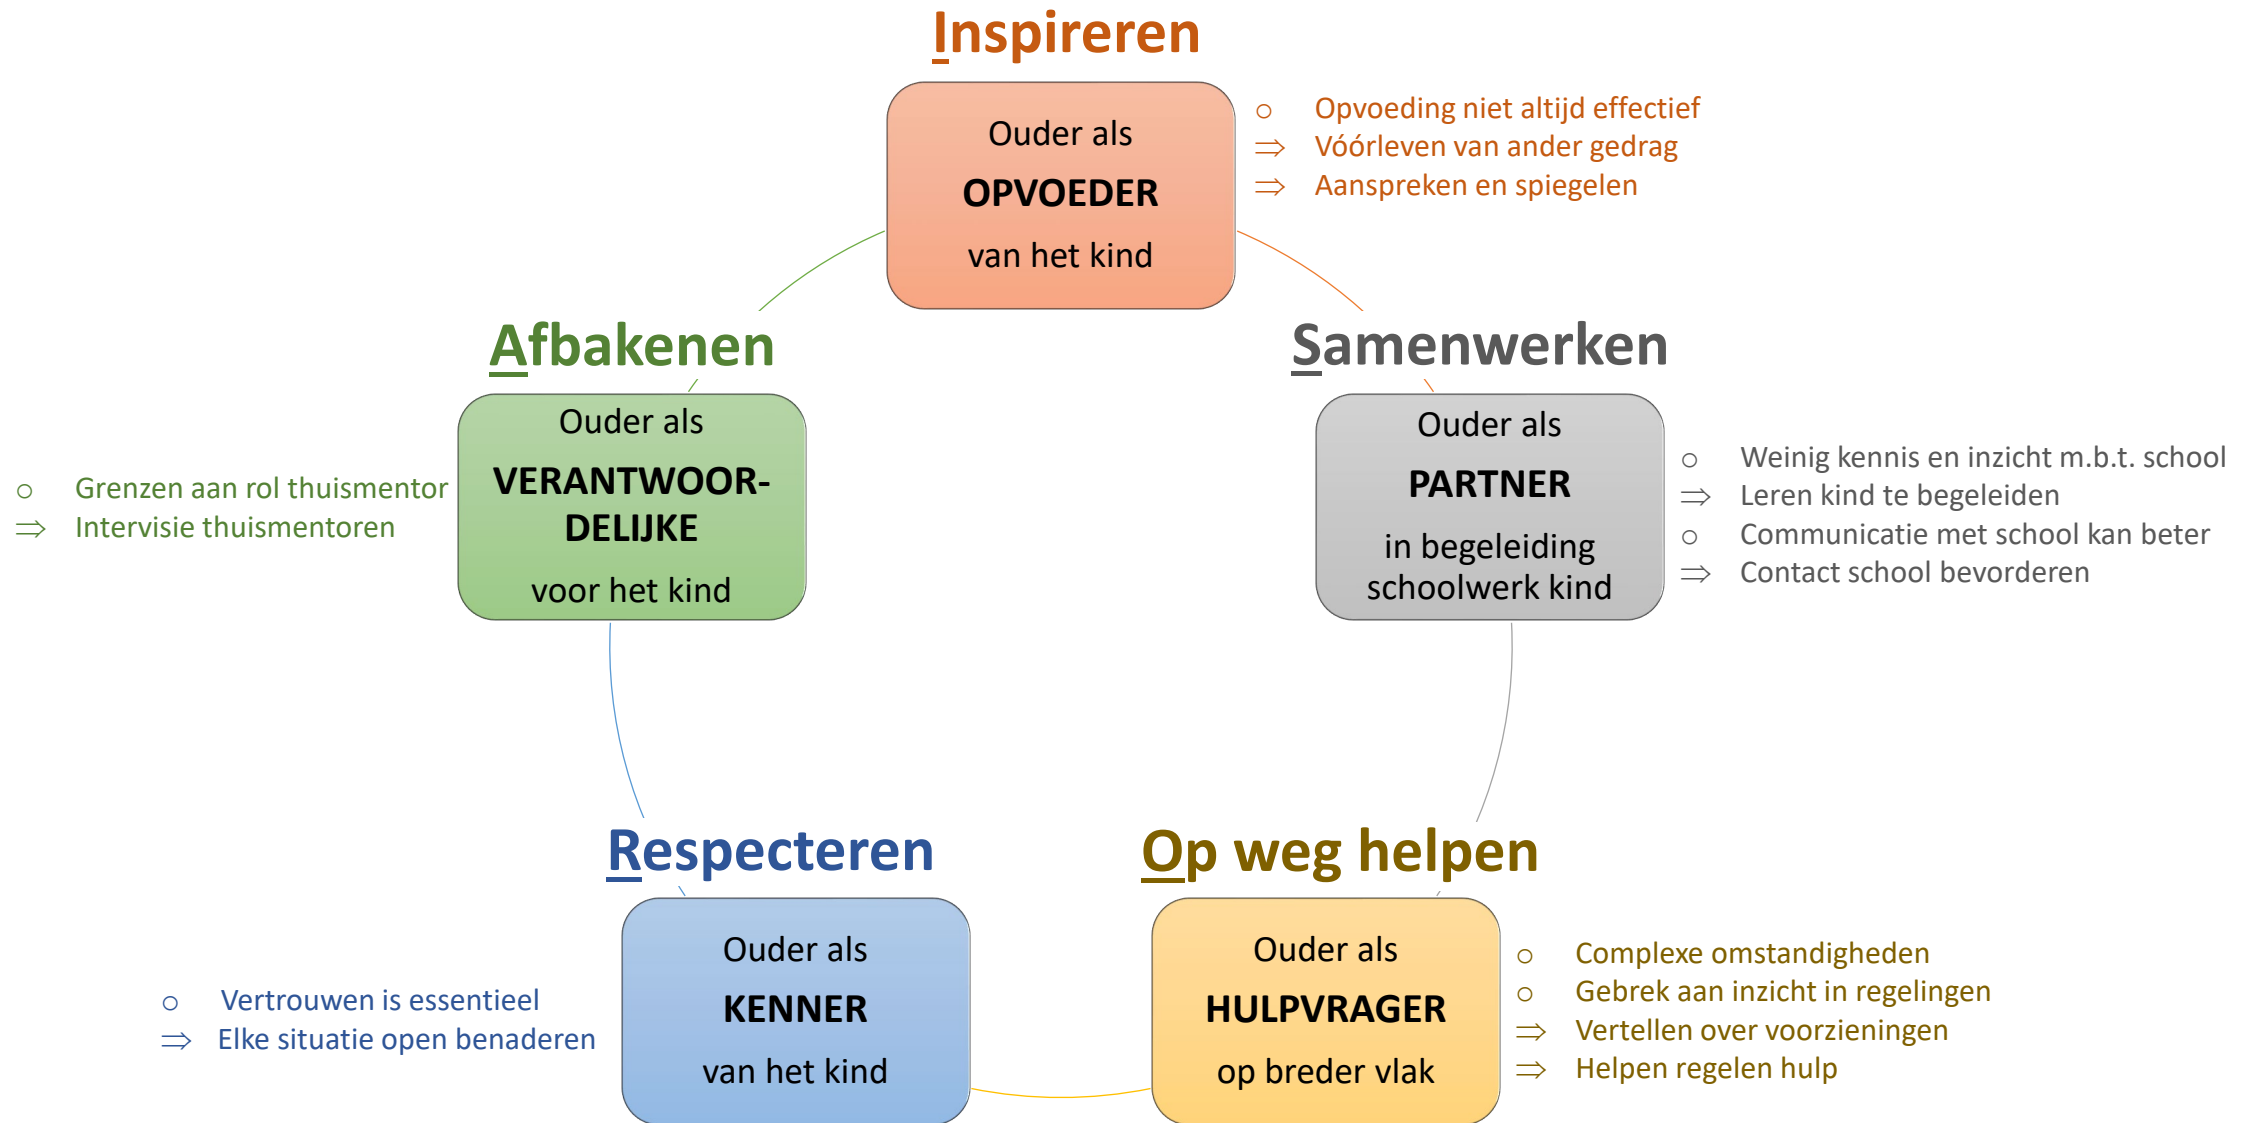 Inspireren
Ouder als
OPVOEDER
van het kind
○ Opvoeding niet altijd effectief
⇒ Vóórleven van ander gedrag
⇒ Aanspreken en spiegelen
Samenwerken
Ouder als
PARTNER
in begeleiding
schoolwerk kind
○ Weinig kennis en inzicht m.b.t. school
⇒ Leren kind te begeleiden
○ Communicatie met school kan beter
⇒ Contact school bevorderen
Op weg helpen
Ouder als
HULPVRAGER
op breder vlak
○ Complexe omstandigheden
○ Gebrek aan inzicht in regelingen
⇒ Vertellen over voorzieningen
⇒ Helpen regelen hulp
Respecteren
Ouder als
KENNER
van het kind
○ Vertrouwen is essentieel
⇒ Elke situatie open benaderen
Afbakenen
Ouder als
VERANTWOOR-
DELIJKE
voor het kind
○ Grenzen aan rol thuismentor
⇒ Intervisie thuismentoren